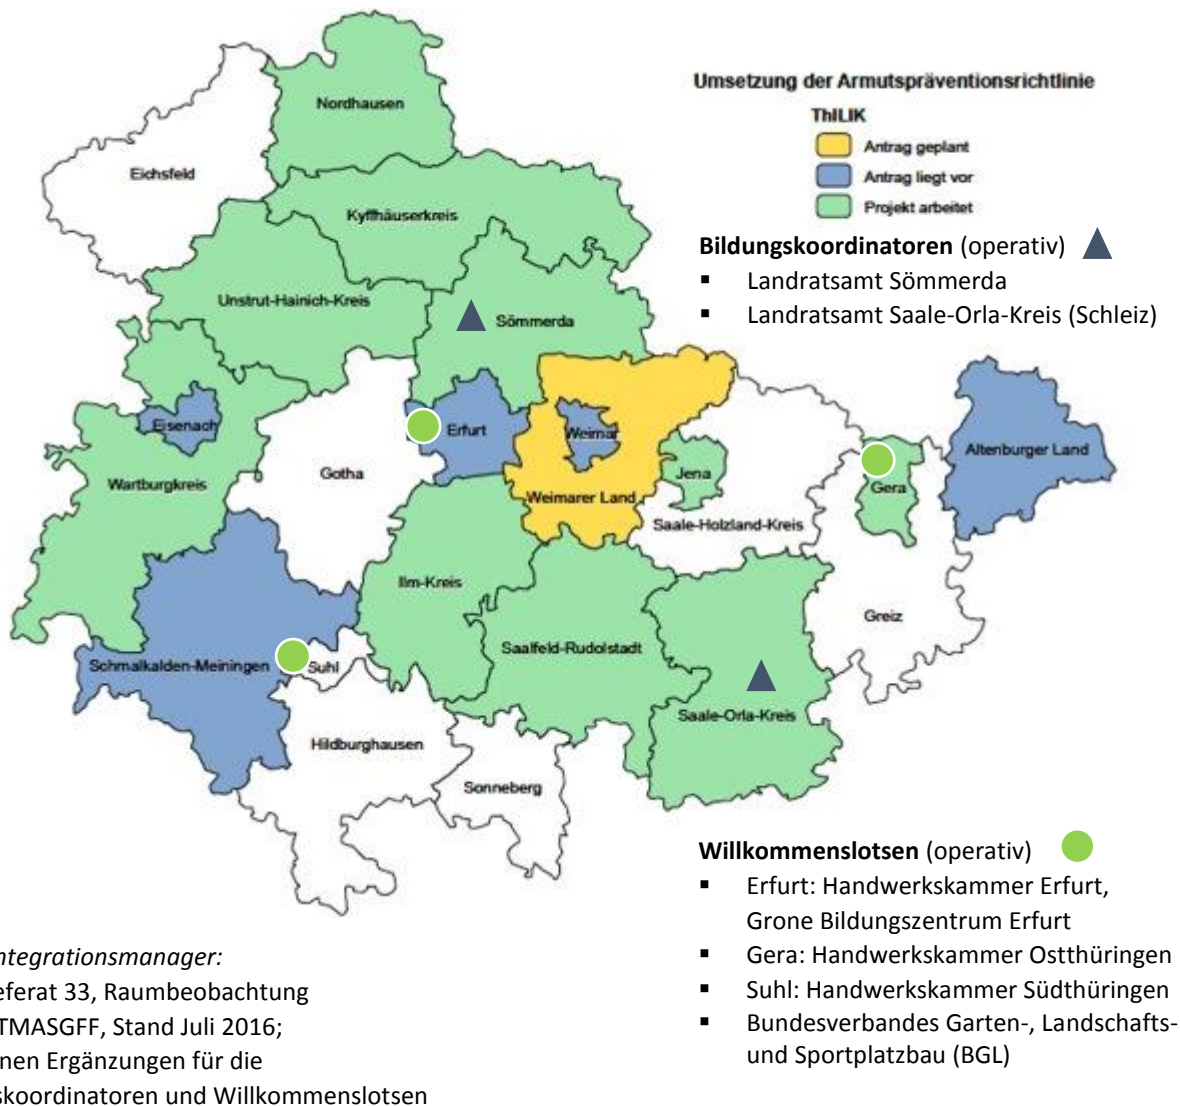 Umsetzung der Armutspräventionsrichtlinie
ThILIK
Antrag geplant
Antrag liegt vor
Projekt arbeitet
Bildungskoordinatoren (operativ)
▪ Landratsamt Sömmerda
▪ Landratsamt Saale-Orla-Kreis (Schleiz)
Nordhausen
Eichsfeld
Kyffhäuserkreis
Unstrut-Hainich-Kreis
Sömmerda
Eisenach
Erfurt
Weimar
Altenburger Land
Gotha
Jena
Wartburgkreis
Gera
Weimarer Land
Saale-Holzland-Kreis
Ilm-Kreis
Greiz
Saalfeld-Rudolstadt
Schmalkalden-Meiningen
Suhl
Saale-Orla-Kreis
Hildburghausen
Sonneberg
Willkommenslotsen (operativ)
▪ Erfurt: Handwerkskammer Erfurt,
Grone Bildungszentrum Erfurt
▪ Gera: Handwerkskammer Ostthüringen
▪ Suhl: Handwerkskammer Südthüringen
▪ Bundesverbandes Garten-, Landschafts-
und Sportplatzbau (BGL)
ntegrationsmanager:
eferat 33, Raumbeobachtung
TMASGFF, Stand Juli 2016;
nen Ergänzungen für die
skoordinatoren und Willkommenslotsen